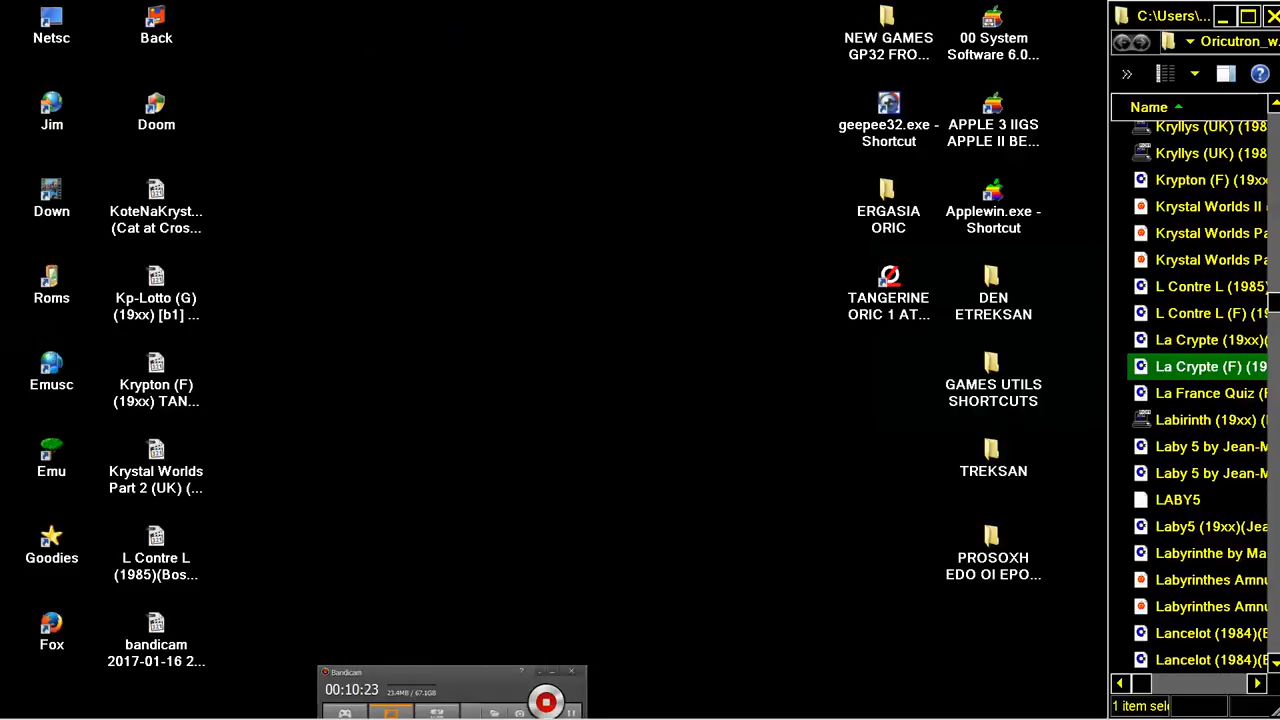 Netsc
Back
Jim
Doom
Down
KoteNaKryst...
(Cat at Cros...
Roms
Kp-Lotto (G)
(19xx) [b1] ...
Emusc
Krypton (F)
(19xx) TAN...
Emu
Krystal Worlds
Part 2 (UK) (...
Goodies
L Contre L
(1985)(Bos...
Fox
bandicam
2017-01-16 2...
NEW GAMES
GP32 FRO...
00 System
Software 6.0...
geepee32.exe -
Shortcut
APPLE 3 IIGS
APPLE II BE...
ERGASIA
ORIC
Applewin.exe -
Shortcut
TANGERINE
ORIC 1 AT...
DEN
ETREKSAN
GAMES UTILS
SHORTCUTS
TREKSAN
PROSOXH
EDO OI EPO...
Bandicam
00:10:23
23.4MB / 67.1GB
C:\Users\...
Oricutron_w
Name
Kryllys (UK) (198
Kryllys (UK) (198
Krypton (F) (19xx
Krystal Worlds II
Krystal Worlds Pa
Krystal Worlds Pa
L Contre L (1985)
L Contre L (F) (19
La Crypte (19xx)(
La Crypte (F) (19
La France Quiz (
Labirinth (19xx) (
Laby 5 by Jean-M
Laby 5 by Jean-M
LABY5
Laby5 (19xx)(Jea
Labyrinthe by Ma
Labyrinthes Amn
Labyrinthes Amn
Lancelot (1984)(
Lancelot (1984)(
1 item sel